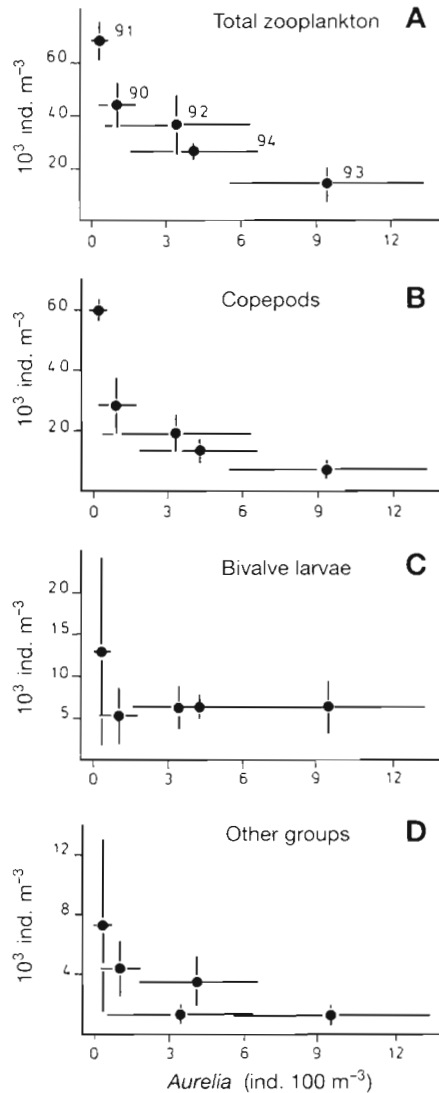 Total zooplankton A
10³ ind. m⁻³
60
40
20
91
90
92
94
93
0 3 6 9 12
Copepods B
10³ ind. m⁻³
60
40
20
0 3 6 9 12
Bivalve larvae C
10³ ind. m⁻³
20
15
10
5
0 3 6 9 12
Other groups D
10³ ind. m⁻³
12
8
4
0 3 6 9 12
Aurelia (ind. 100 m⁻³)